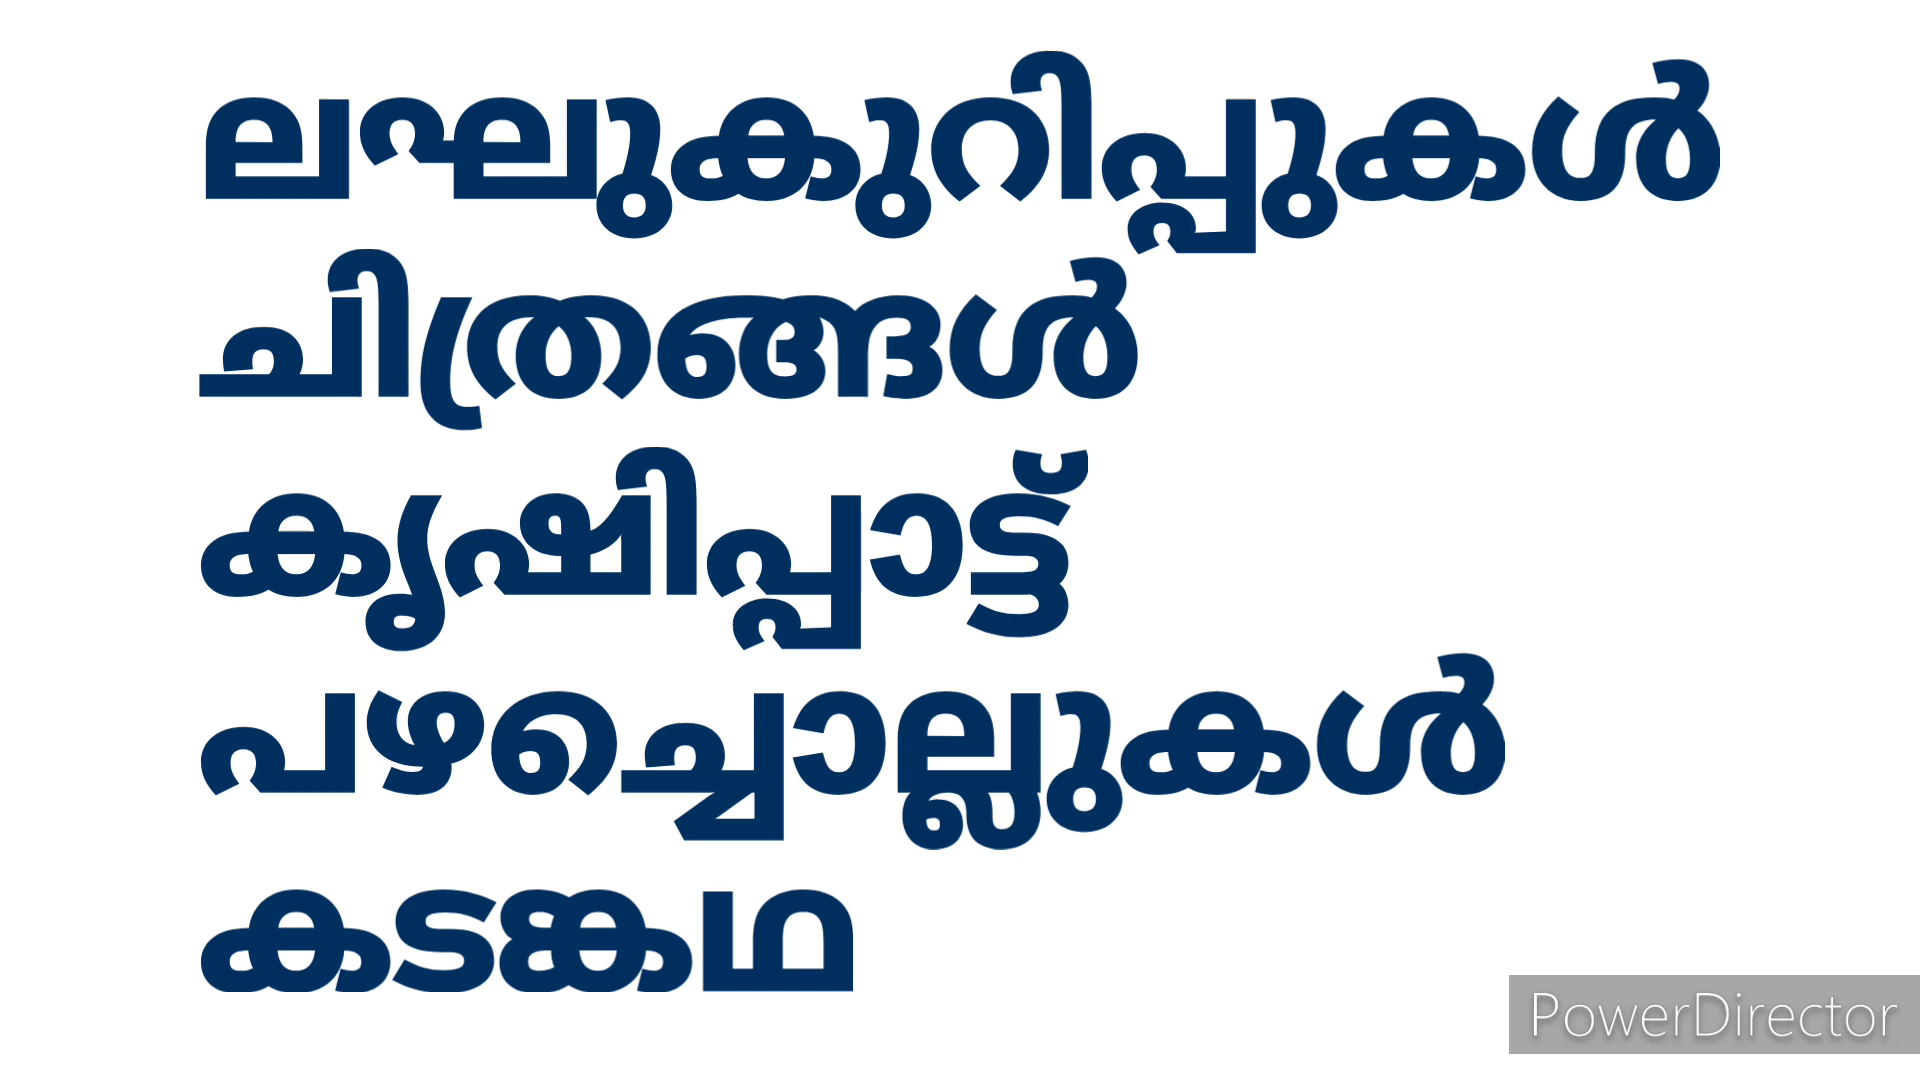 ലഘുകുറിപ്പുകൾ
ചിത്രങ്ങൾ
കൃഷിപ്പാട്ട്
പഴച്ചൊല്ലുകൾ
കടങ്കഥ
PowerDirector